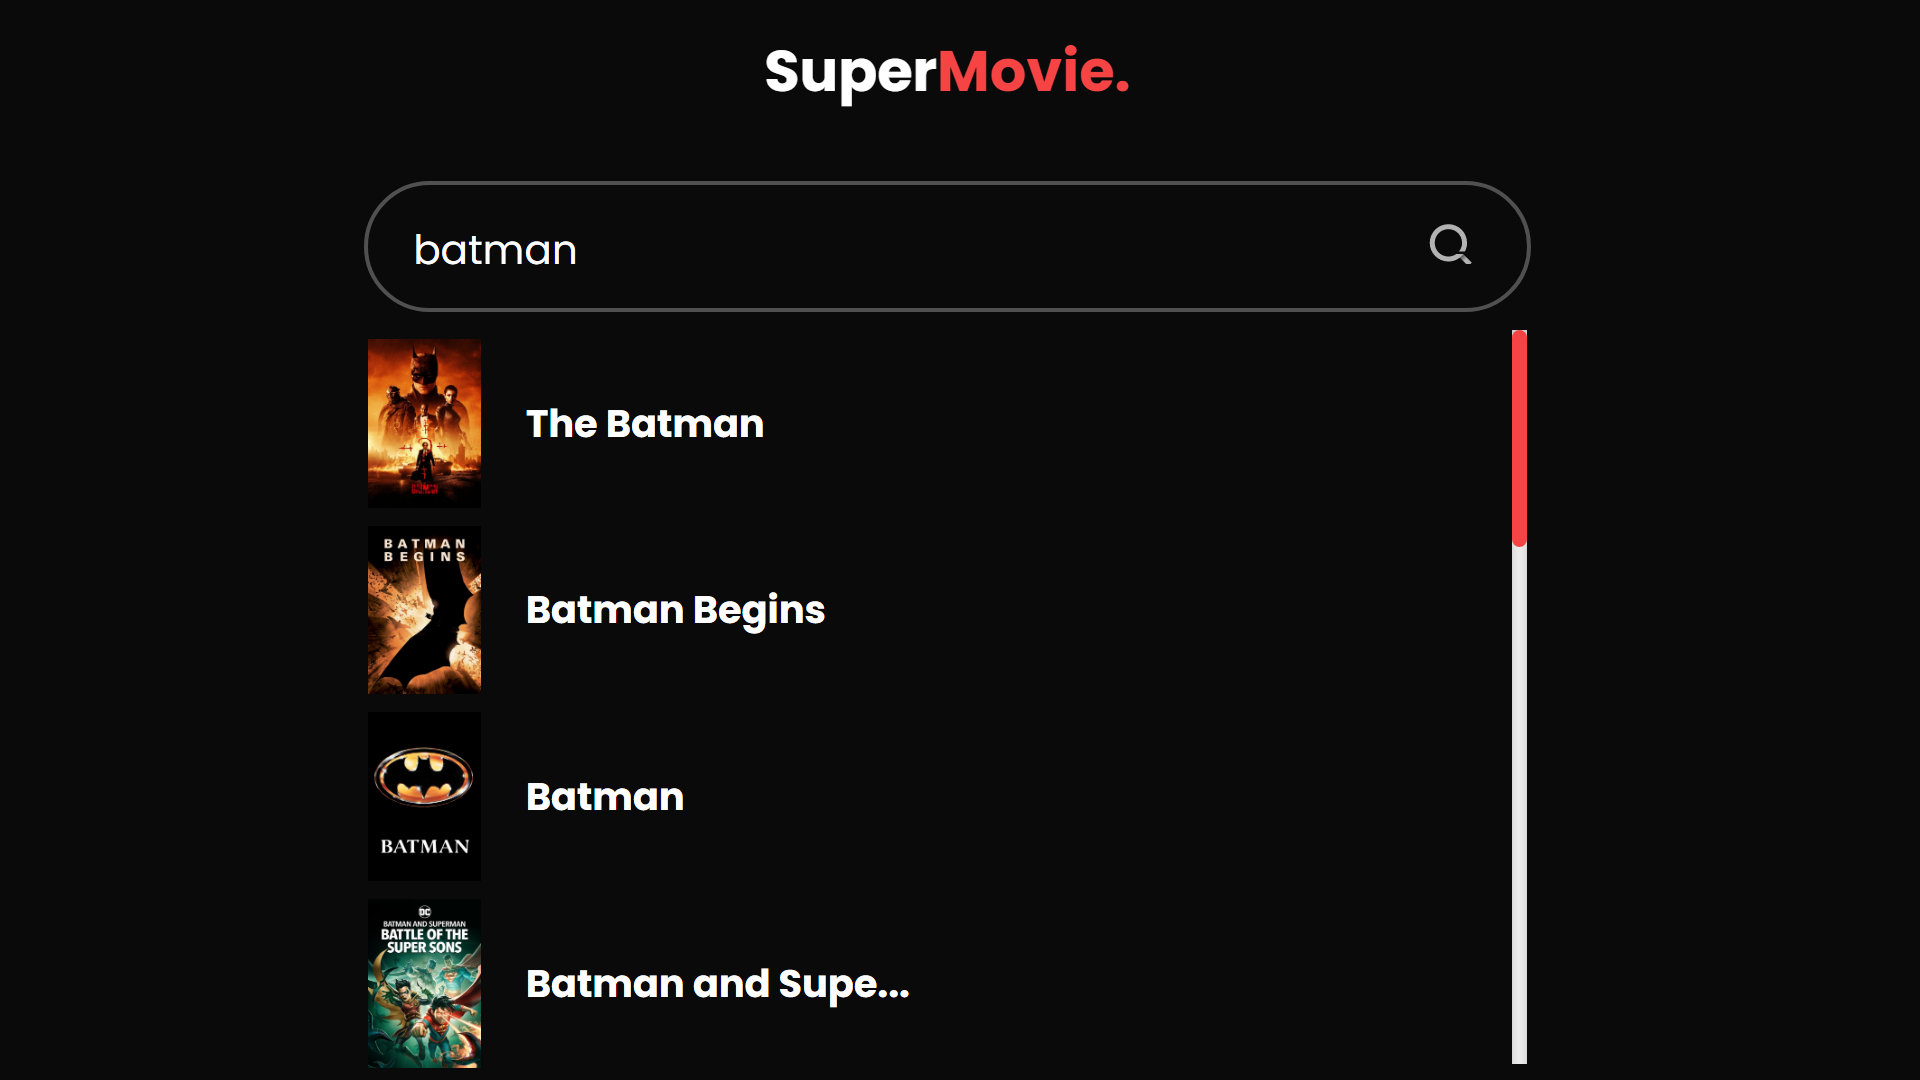 SuperMovie.
batman
The Batman
BATMAN
BEGINS
Batman Begins
BATMAN
Batman
DC
BATMAN AND SUPERMAN
BATTLE OF THE
SUPER SONS
Batman and Supe...